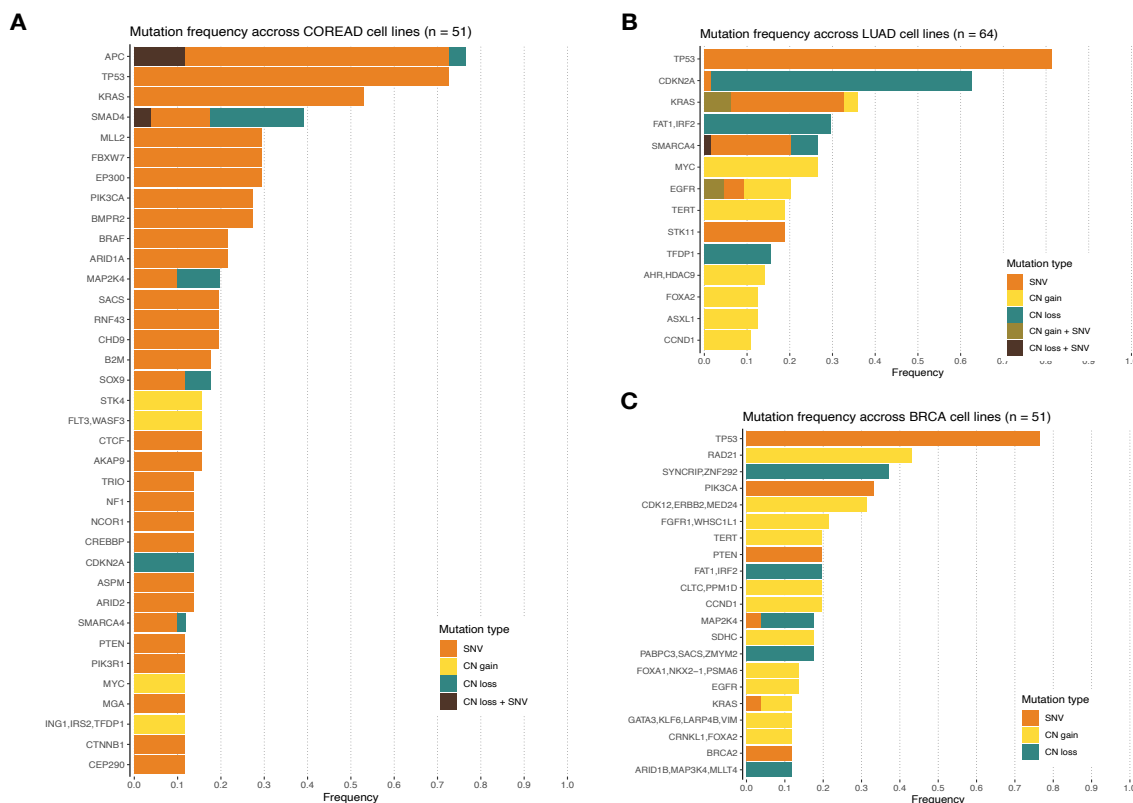 A
Mutation frequency accross COREAD cell lines (n = 51)
APC
TP53
KRAS
SMAD4
MLL2
FBXW7
EP300
PIK3CA
BMPR2
BRAF
ARID1A
MAP2K4
SACS
RNF43
CHD9
B2M
SOX9
STK4
FLT3,WASF3
CTCF
AKAP9
TRIO
NF1
NCOR1
CREBBP
CDKN2A
ASPM
ARID2
SMARCA4
PTEN
PIK3R1
MYC
MGA
ING1,IRS2,TFDP1
CTNNB1
CEP290
0.0 0.1 0.2 0.3 0.4 0.5 0.6 0.7 0.8 0.9 1.0
Frequency
Mutation type
SNV
CN gain
CN loss
CN loss + SNV
B
Mutation frequency accross LUAD cell lines (n = 64)
TP53
CDKN2A
KRAS
FAT1,IRF2
SMARCA4
MYC
EGFR
TERT
STK11
TFDP1
AHR,HDAC9
FOXA2
ASXL1
CCND1
0.0 0.1 0.2 0.3 0.4 0.5 0.6 0.7 0.8 0.9
Frequency
Mutation type
SNV
CN gain
CN loss
CN gain + SNV
CN loss + SNV
C
Mutation frequency accross BRCA cell lines (n = 51)
TP53
RAD21
SYNCRIP,ZNF292
PIK3CA
CDK12,ERBB2,MED24
FGFR1,WHSC1L1
TERT
PTEN
FAT1,IRF2
CLTC,PPM1D
CCND1
MAP2K4
SDHC
PABPC3,SACS,ZMYM2
FOXA1,NKX2−1,PSMA6
EGFR
KRAS
GATA3,KLF6,LARP4B,VIM
CRNKL1,FOXA2
BRCA2
ARID1B,MAP3K4,MLLT4
0.0 0.1 0.2 0.3 0.4 0.5 0.6 0.7 0.8 0.9
Frequency
Mutation type
SNV
CN gain
CN loss